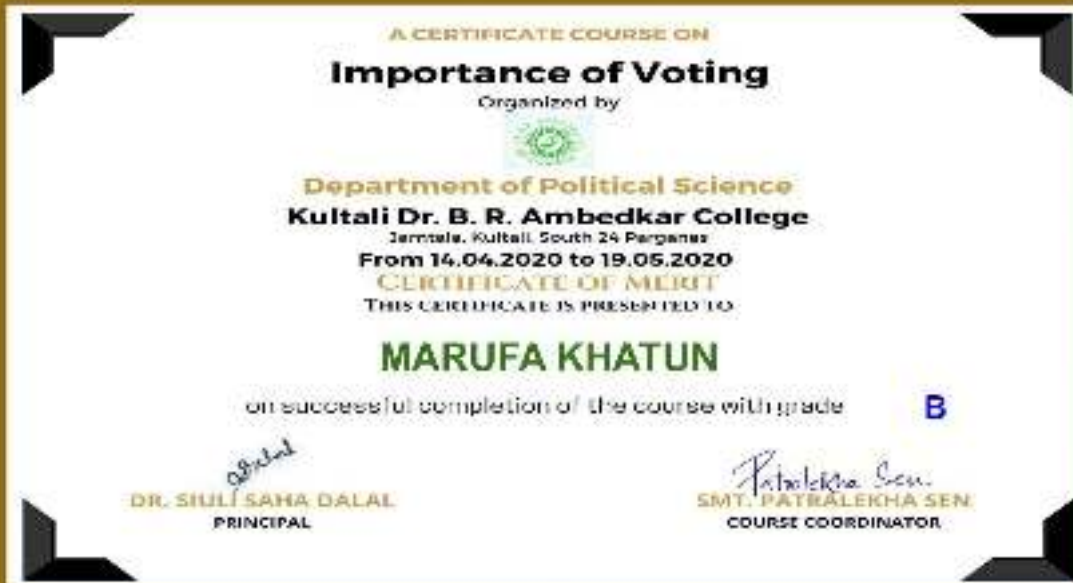 A CERTIFICATE COURSE ON
Importance of Voting
Organized by
Department of Political Science
Kultali Dr. B. R. Ambedkar College
Jamtala, Kultali, South 24 Parganas
From 14.04.2020 to 19.05.2020
CERTIFICATE OF MERIT
THIS CERTIFICATE IS PRESENTED TO
MARUFA KHATUN
on successful completion of the course with grade B
Patralekha Sen.
DR. SIULI SAHA DALAL SMT. PATRALEKHA SEN
PRINCIPAL COURSE COORDINATOR